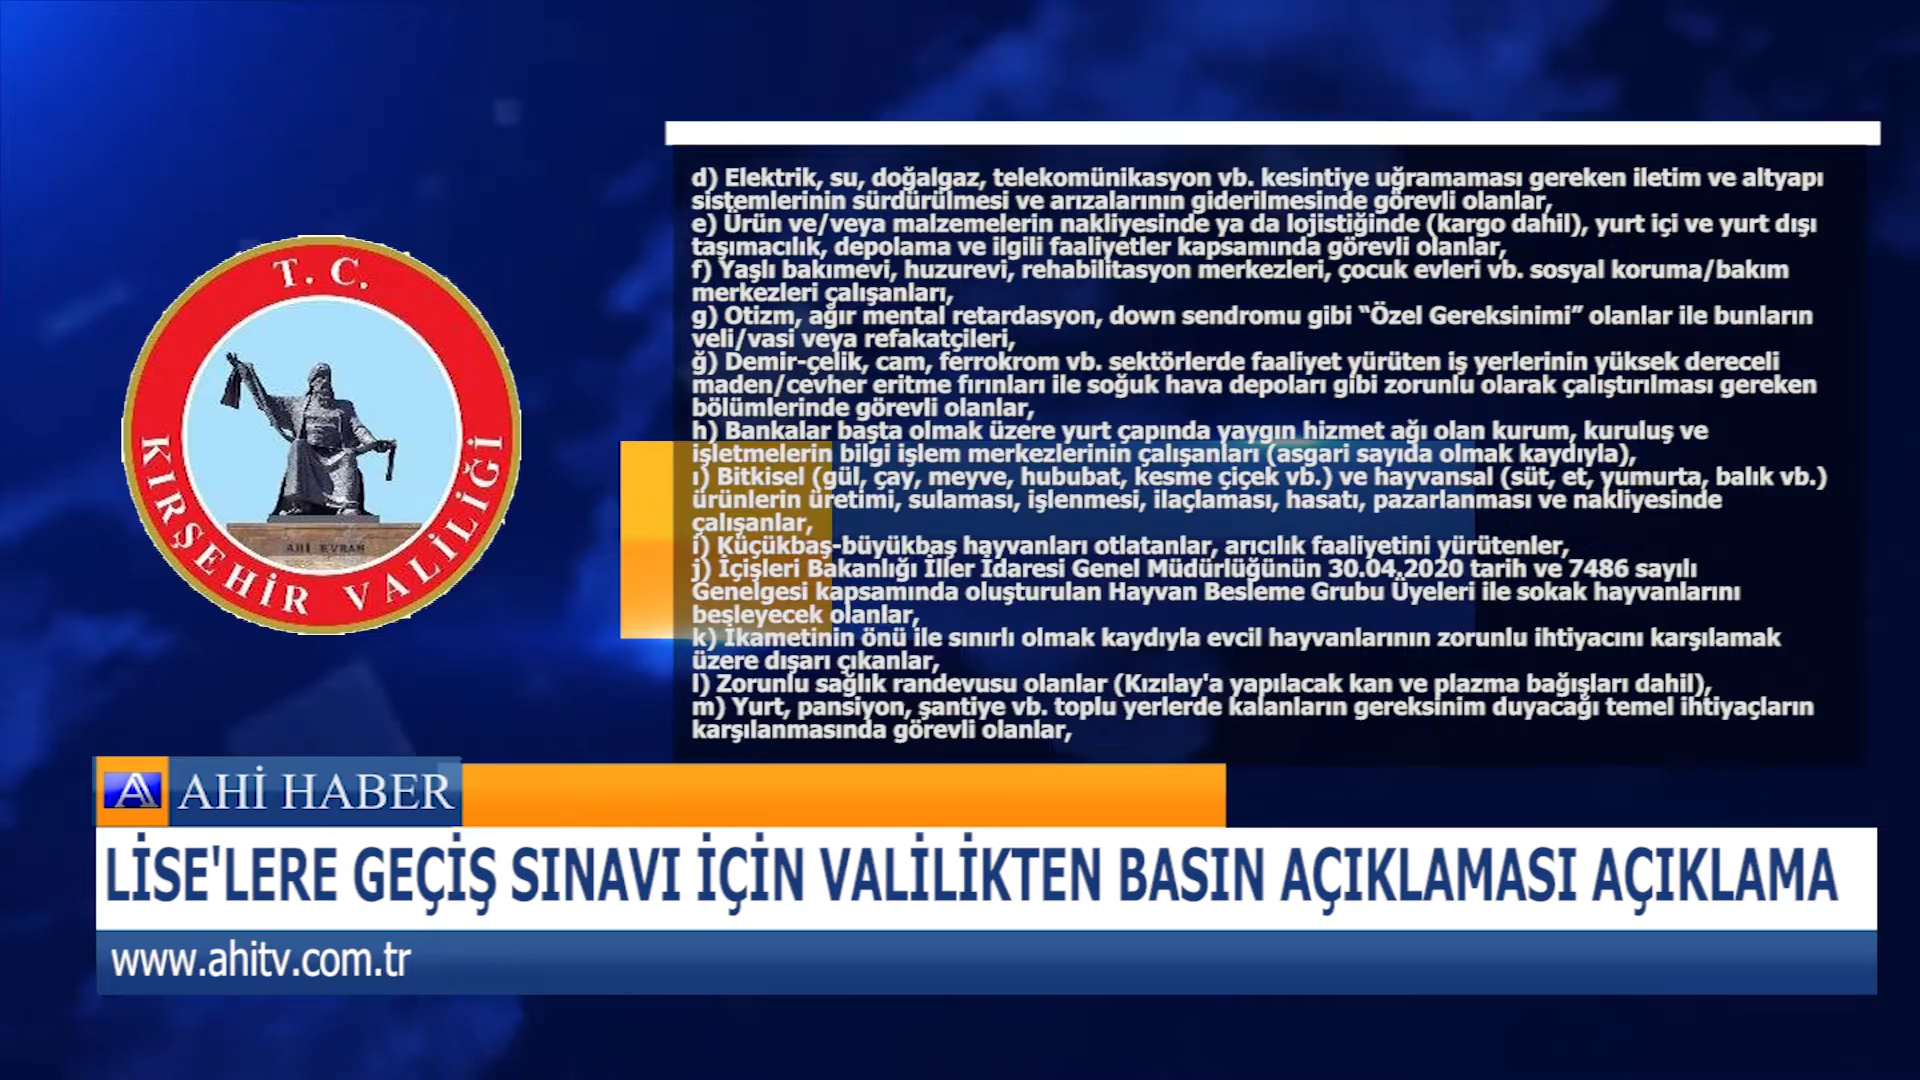 d) Elektrik, su, doğalgaz, telekomünikasyon vb. kesintiye uğramaması gereken iletim ve altyapı
sistemlerinin sürdürülmesi ve arızalarının giderilmesinde görevli olanlar,
e) Ürün ve/veya malzemelerin nakliyesinde ya da lojistiğinde (kargo dahil), yurt içi ve yurt dışı
taşımacılık, depolama ve ilgili faaliyetler kapsamında görevli olanlar,
f) Yaşlı bakımevi, huzurevi, rehabilitasyon merkezleri, çocuk evleri vb. sosyal koruma/bakım
merkezleri çalışanları,
g) Otizm, ağır mental retardasyon, down sendromu gibi “Özel Gereksinimi” olanlar ile bunların
veli/vasi veya refakatçileri,
ğ) Demir-çelik, cam, ferrokrom vb. sektörlerde faaliyet yürüten iş yerlerinin yüksek dereceli
maden/cevher eritme fırınları ile soğuk hava depoları gibi zorunlu olarak çalıştırılması gereken
bölümlerinde görevli olanlar,
h) Bankalar başta olmak üzere yurt çapında yaygın hizmet ağı olan kurum, kuruluş ve
işletmelerin bilgi işlem merkezlerinin çalışanları (asgari sayıda olmak kaydıyla),
ı) Bitkisel (gül, çay, meyve, hububat, kesme çiçek vb.) ve hayvansal (süt, et, yumurta, balık vb.)
ürünlerin üretimi, sulaması, işlenmesi, ilaçlaması, hasatı, pazarlanması ve nakliyesinde
çalışanlar,
i) Küçükbaş-büyükbaş hayvanları otlatanlar, arıcılık faaliyetini yürütenler,
j) İçişleri Bakanlığı İller İdaresi Genel Müdürlüğünün 30.04.2020 tarih ve 7486 sayılı
Genelgesi kapsamında oluşturulan Hayvan Besleme Grubu Üyeleri ile sokak hayvanlarını
besleyecek olanlar,
k) İkametinin önü ile sınırlı olmak kaydıyla evcil hayvanlarının zorunlu ihtiyacını karşılamak
üzere dışarı çıkanlar,
l) Zorunlu sağlık randevusu olanlar (Kızılay'a yapılacak kan ve plazma bağışları dahil),
m) Yurt, pansiyon, şantiye vb. toplu yerlerde kalanların gereksinim duyacağı temel ihtiyaçların
karşılanmasında görevli olanlar,
T. C.
KIRŞEHİR VALİLİĞİ
AHİ EVRAN
AHİ HABER
LİSE'LERE GEÇİŞ SINAVI İÇİN VALİLİKTEN BASIN AÇIKLAMASI AÇIKLAMA
www.ahitv.com.tr